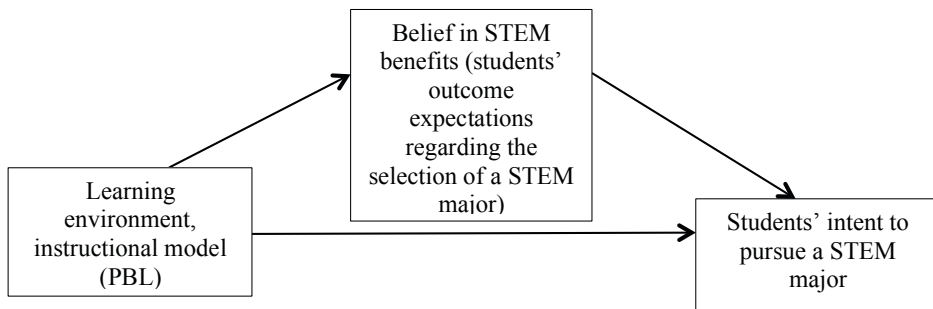 Belief in STEM
benefits (students’
outcome
expectations
regarding the
selection of a STEM
major)
Learning
environment,
instructional model
(PBL)
Students’ intent to
pursue a STEM
major